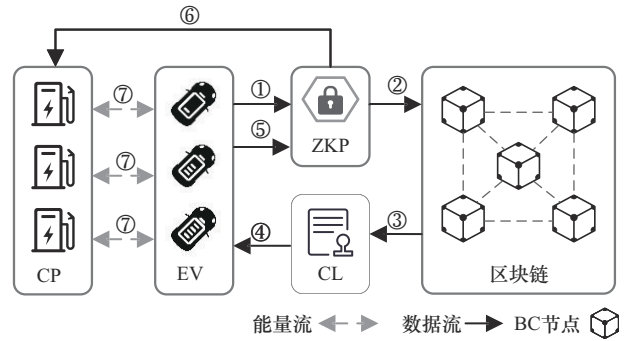 ⑥
⑦ ① ②
⑦ ⑤
ZKP
⑦ ④ ③
CP EV CL 区块链
能量流 数据流 BC节点